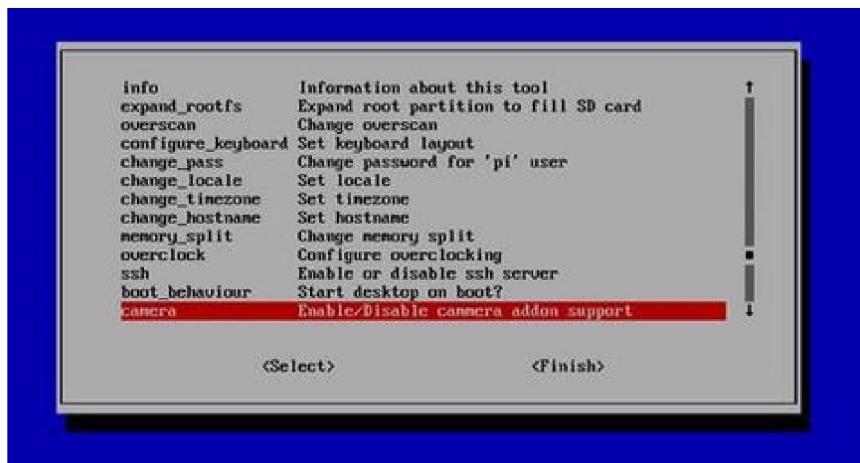 info Information about this tool
expand_rootfs Expand root partition to fill SD card
overscan Change overscan
configure_keyboard Set keyboard layout
change_pass Change password for 'pi' user
change_locale Set locale
change_timezone Set timezone
change_hostname Set hostname
memory_split Change memory split
overclock Configure overclocking
ssh Enable or disable ssh server
boot_behaviour Start desktop on boot?
camera Enable/Disable cammera addon support
<Select> <Finish>